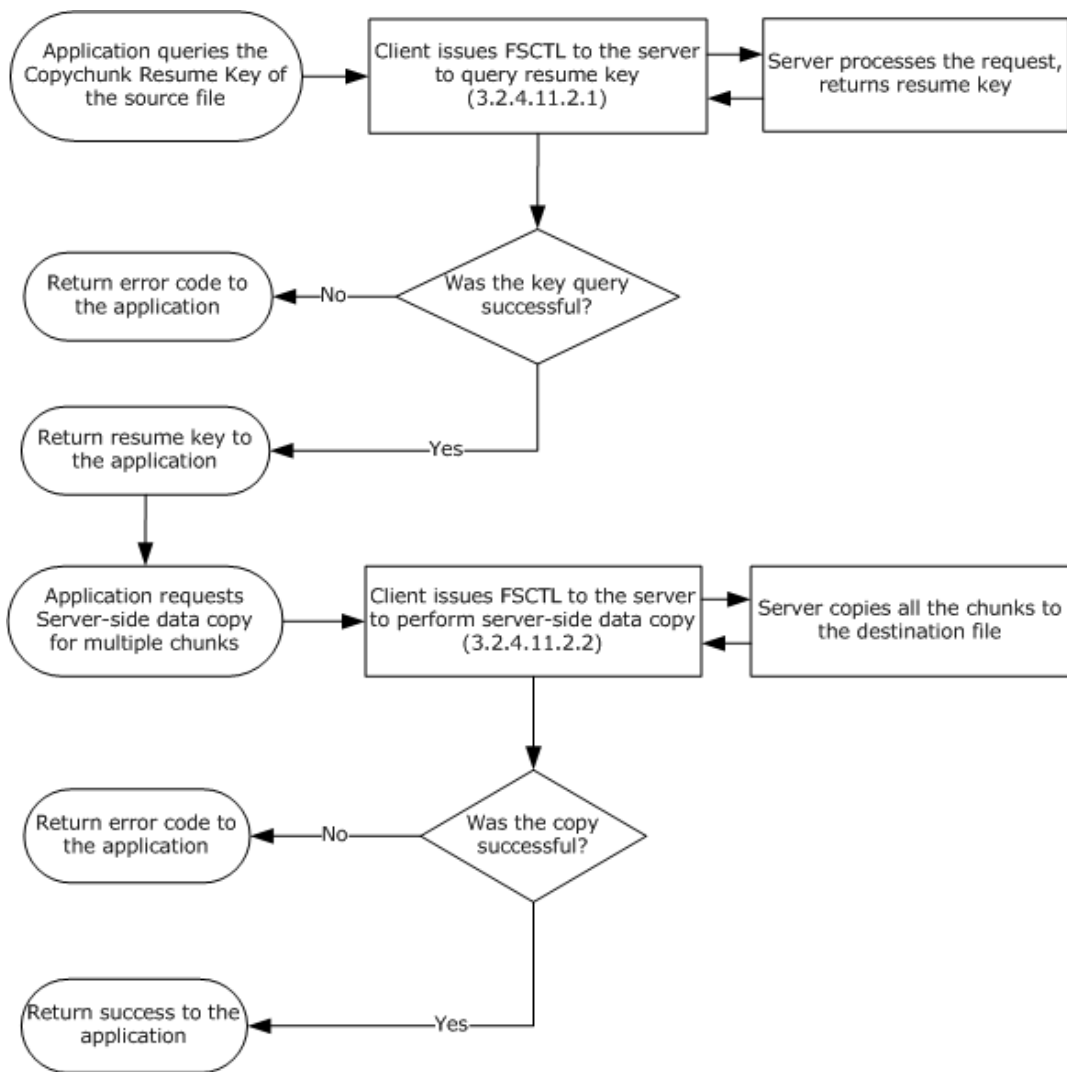 Application queries the
Copychunk Resume Key of
the source file
Client issues FSCTL to the server
to query resume key
(3.2.4.11.2.1)
Server processes the request,
returns resume key
Was the key query
successful?
No
Return error code to
the application
Yes
Return resume key to
the application
Application requests
Server-side data copy
for multiple chunks
Client issues FSCTL to the server
to perform server-side data copy
(3.2.4.11.2.2)
Server copies all the chunks to
the destination file
Was the copy
successful?
No
Return error code to
the application
Yes
Return success to the
application